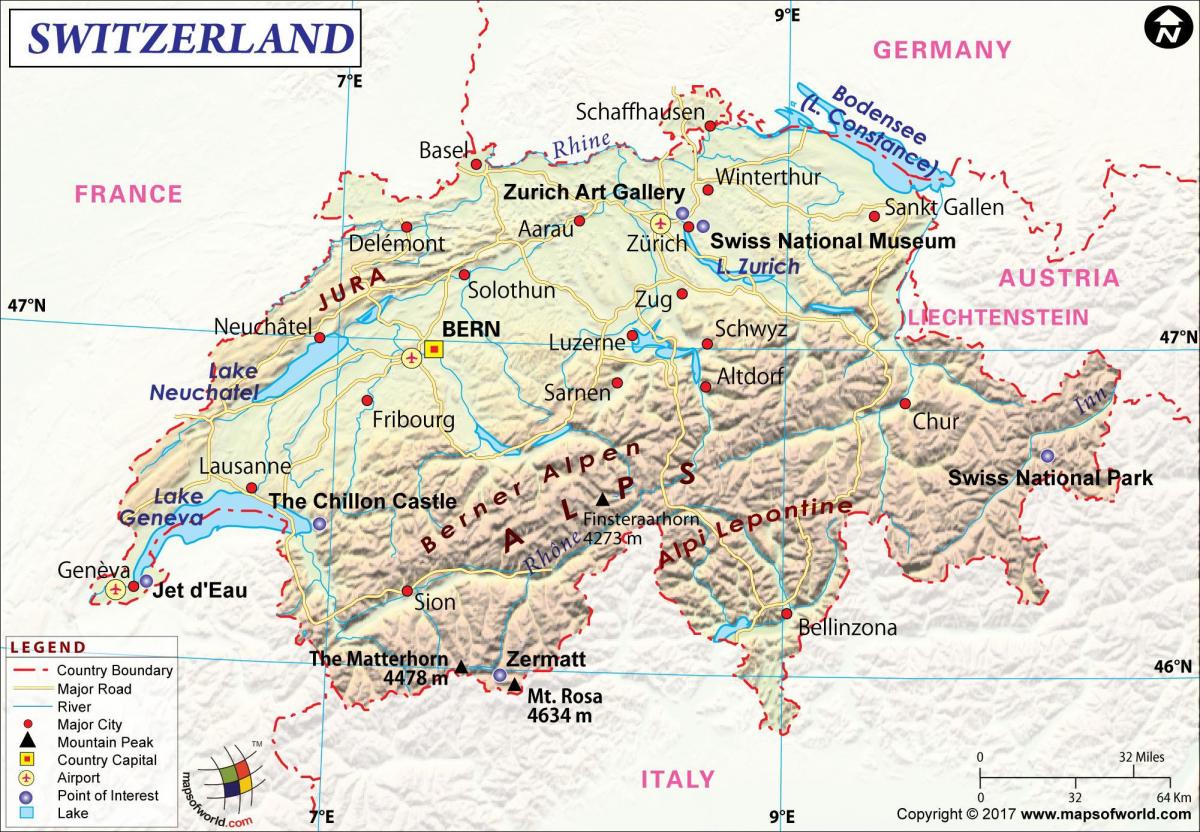 SWITZERLAND
9°E
N
GERMANY
7°E
Bodensee
(L. Constance)
Schaffhausen
Rhine
Basel
FRANCE
Winterthur
Zurich Art Gallery
Sankt Gallen
Aarau
Delémont
Zürich
Swiss National Museum
L. Zurich
AUSTRIA
JURA
Solothun
Zug
47°N
LIECHTENSTEIN
Neuchâtel
BERN
Luzerne
Schwyz
47°N
Lake
Neuchatel
Sarnen
Altdorf
Inn
Fribourg
Chur
Lausanne
Berner Alpen
ALPS
Swiss National Park
Lake
Geneva
The Chillon Castle
Finsteraarhorn
4273 m
Alpi Lepontine
Rhône
Genèva
Jet d'Eau
Sion
Bellinzona
The Matterhorn
4478 m
Zermatt
46°N
Mt. Rosa
4634 m
LEGEND
Country Boundary
Major Road
River
Major City
Mountain Peak
Country Capital
Airport
Point of Interest
Lake
TM
mapsofworld.com
ITALY
0 32 Miles
0 32 64 Km
7°E
9°E
Copyright © 2017 www.mapsofworld.com